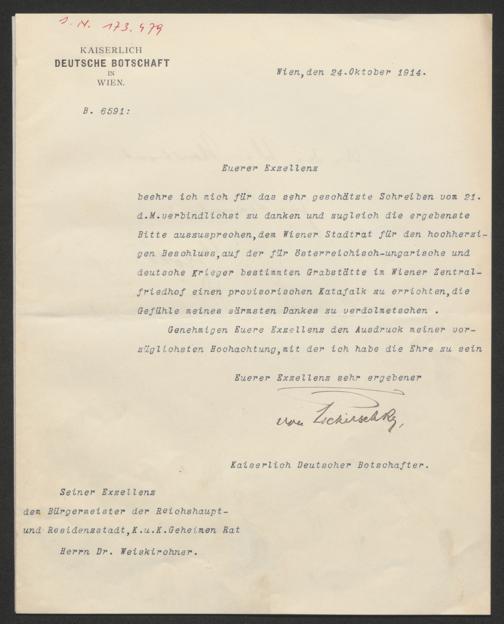 J.N. 173.479
KAISERLICH
DEUTSCHE BOTSCHAFT
IN
WIEN.
Wien,den 24.Oktober 1914.
B. 6591:
Euerer Exzellenz
beehre ich mich für das sehr geschätzte Schreiben vom 21.
d.M.verbindlichst zu danken und zugleich die ergebenste
Bitte auszusprechen,dem Wiener Stadtrat für den hochherzi-
gen Beschluss,auf der für österreichisch-ungarische und
deutsche Krieger bestimmten Grabstätte im Wiener Zentral-
friedhof einen provisorischen Katafalk zu errichten,die
Gefühle meines wärmsten Dankes zu verdolmetschen .
Genehmigen Euere Exzellenz den Ausdruck meiner vor-
züglichsten Hochachtung,mit der ich habe die Ehre zu sein
Euerer Exzellenz sehr ergebener
von Tschirschky,
Kaiserlich Deutscher Botschafter.
Seiner Exzellenz
dem Bürgermeister der Reichshaupt-
und Residenzstadt,K.u.K.Geheimen Rat
Herrn Dr. Weiskirchner.